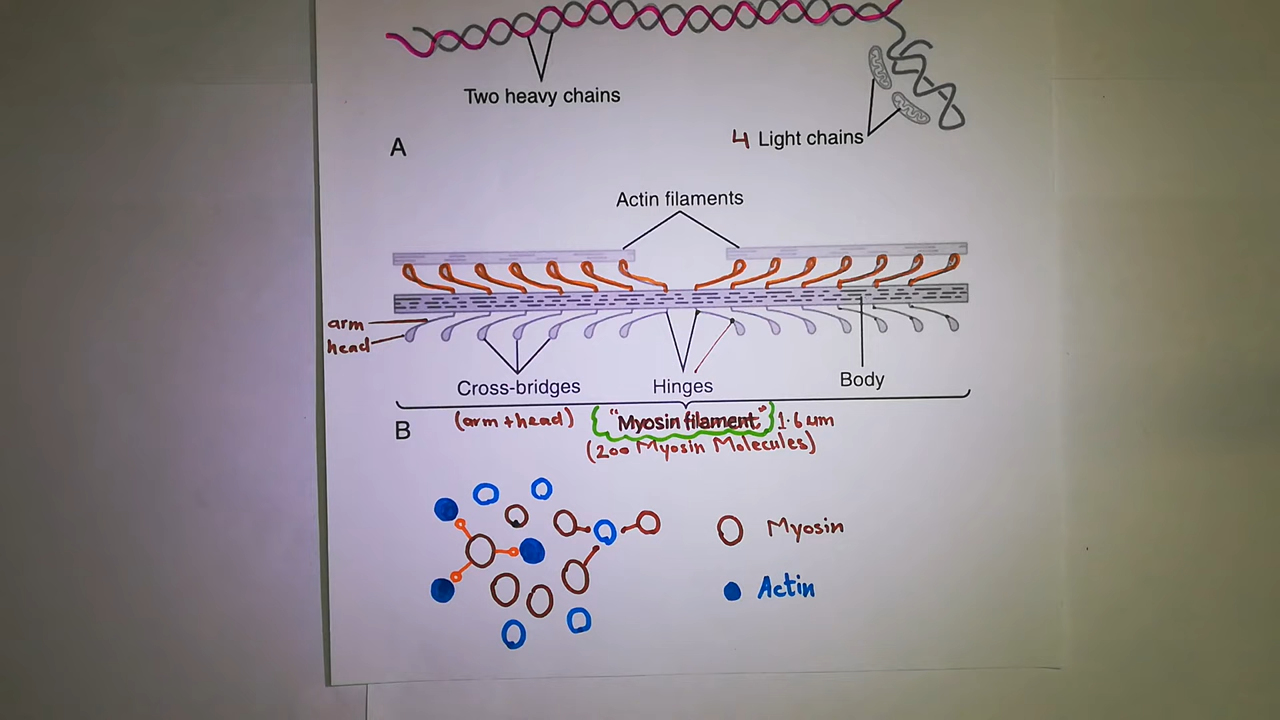 Two heavy chains
4 Light chains
A
Actin filaments
arm
head
Cross-bridges
Hinges
Body
(arm + head)
"Myosin filament" 1.6 µm
B
(200 Myosin Molecules)
Myosin
Actin